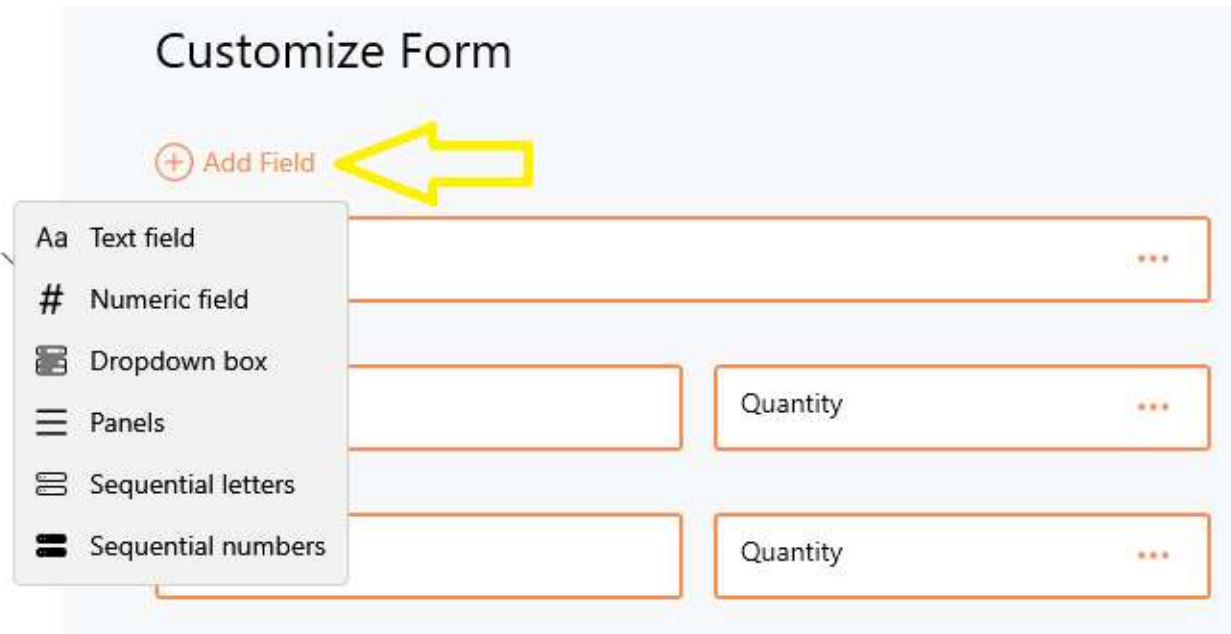 Customize Form
Add Field
Aa Text field
# Numeric field
Dropdown box
Quantity
Panels
Sequential letters
Sequential numbers
Quantity